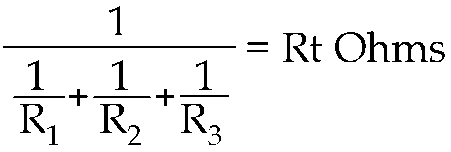 1
1 + 1 + 1 = Rt Ohms
R₁ R₂ R₃